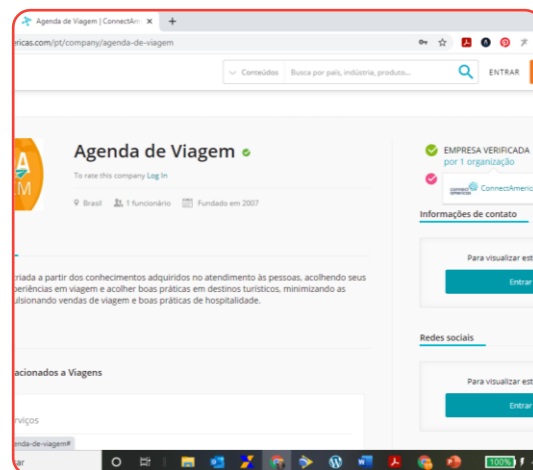 Agenda de Viagem | ConnectAm
ericas.com/pt/company/agenda-de-viagem
Conteúdos Busca por país, indústria, produto... ENTRAR
Agenda de Viagem
To rate this company Log In
Brasil 1 funcionário Fundado em 2007
EMPRESA VERIFICADA
por 1 organização
ConnectAmeric
Informações de contato
Para visualizar est
Entrar
criada a partir dos conhecimentos adquiridos no atendimento às pessoas, acolhendo seus
periências em viagem e acolher boas práticas em destinos turísticos, minimizando as
ulsionando vendas de viagem e boas práticas de hospitalidade.
Redes sociais
Para visualizar est
Entrar
acionados a Viagens
rviços
enda-de-viagem#
ar
100%